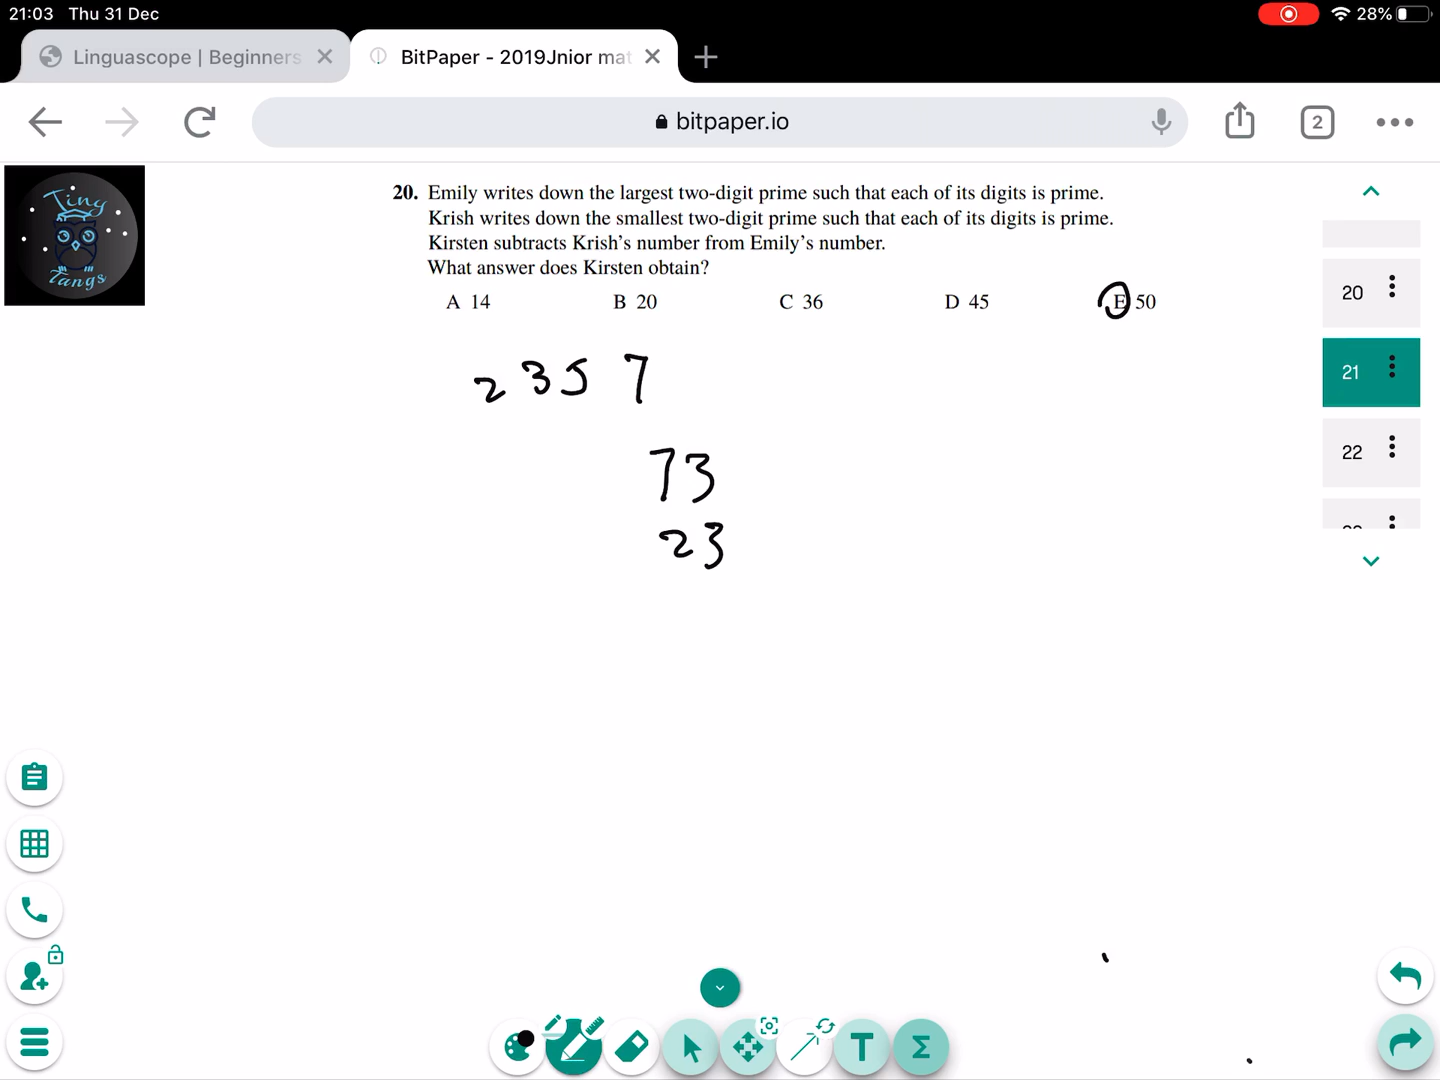 21:03 Thu 31 Dec
28%
Linguascope | Beginners
BitPaper - 2019Jnior mat
bitpaper.io
2
Tiny
Tangs
20. Emily writes down the largest two-digit prime such that each of its digits is prime.
Krish writes down the smallest two-digit prime such that each of its digits is prime.
Kirsten subtracts Krish's number from Emily's number.
What answer does Kirsten obtain?
A 14 B 20 C 36 D 45 E 50
2 3 5 7
73
23
20
21
22
T
Σ